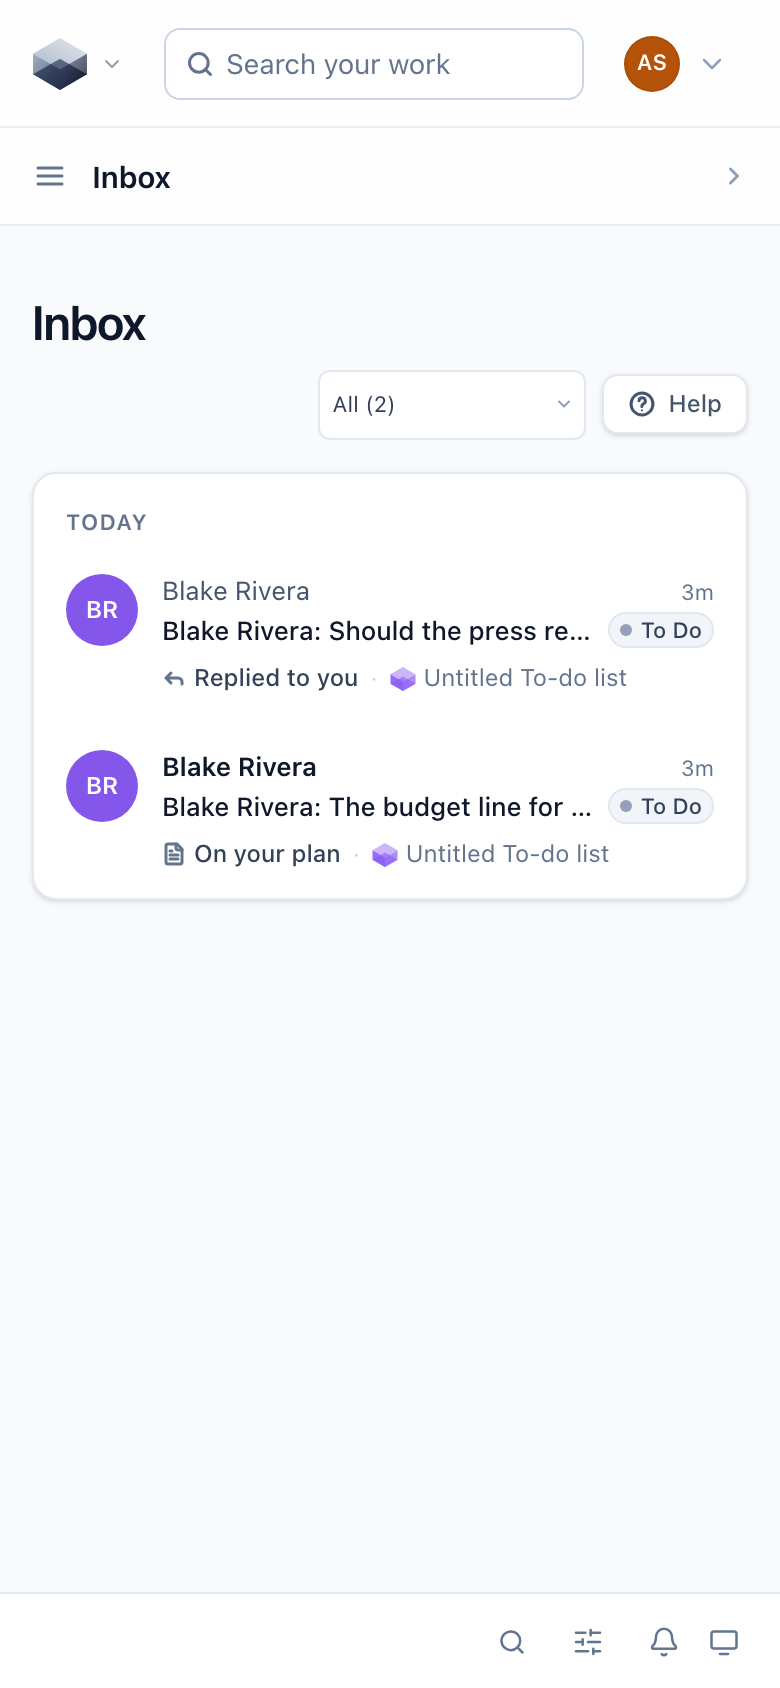 Search your work
AS
Inbox
Inbox
All (2)
Help
TODAY
BR
Blake Rivera
3m
Blake Rivera: Should the press re...
To Do
Replied to you · Untitled To-do list
BR
Blake Rivera
3m
Blake Rivera: The budget line for ...
To Do
On your plan · Untitled To-do list